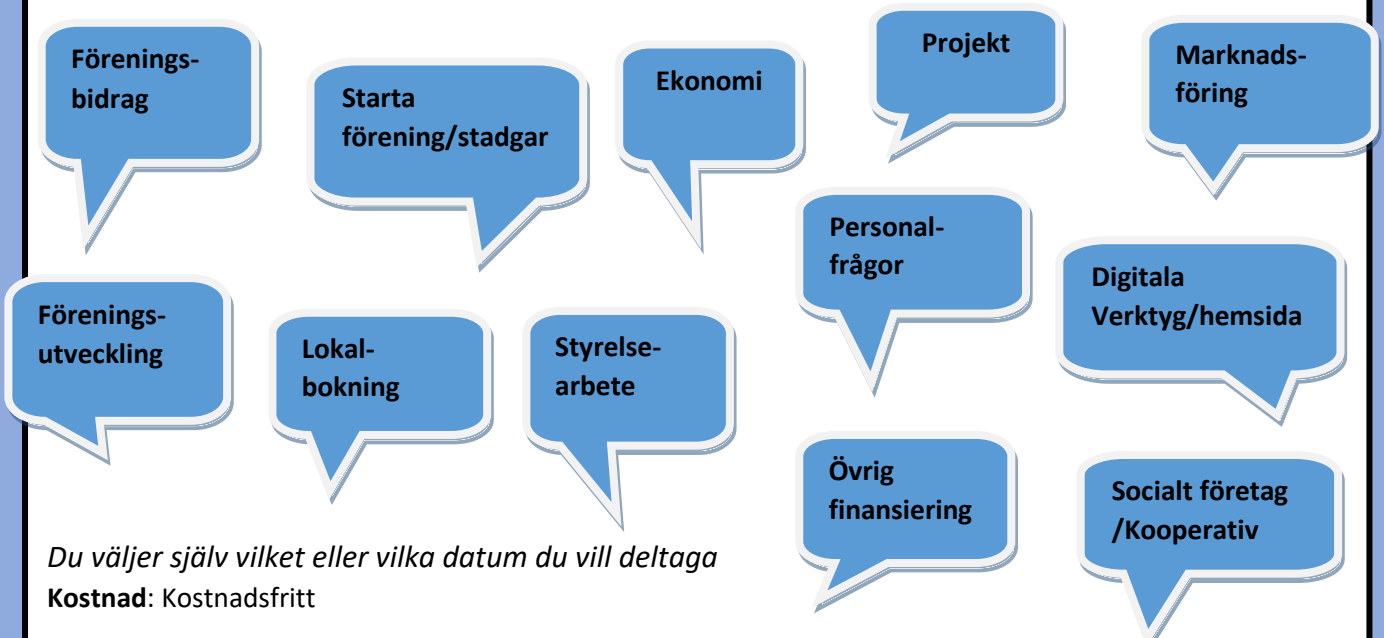 Förenings-
bidrag
Starta
förening/stadgar
Ekonomi
Projekt
Marknads-
föring
Personal-
frågor
Digitala
Verktyg/hemsida
Förenings-
utveckling
Lokal-
bokning
Styrelse-
arbete
Övrig
finansiering
Socialt företag
/Kooperativ
Du väljer själv vilket eller vilka datum du vill deltaga
Kostnad: Kostnadsfritt